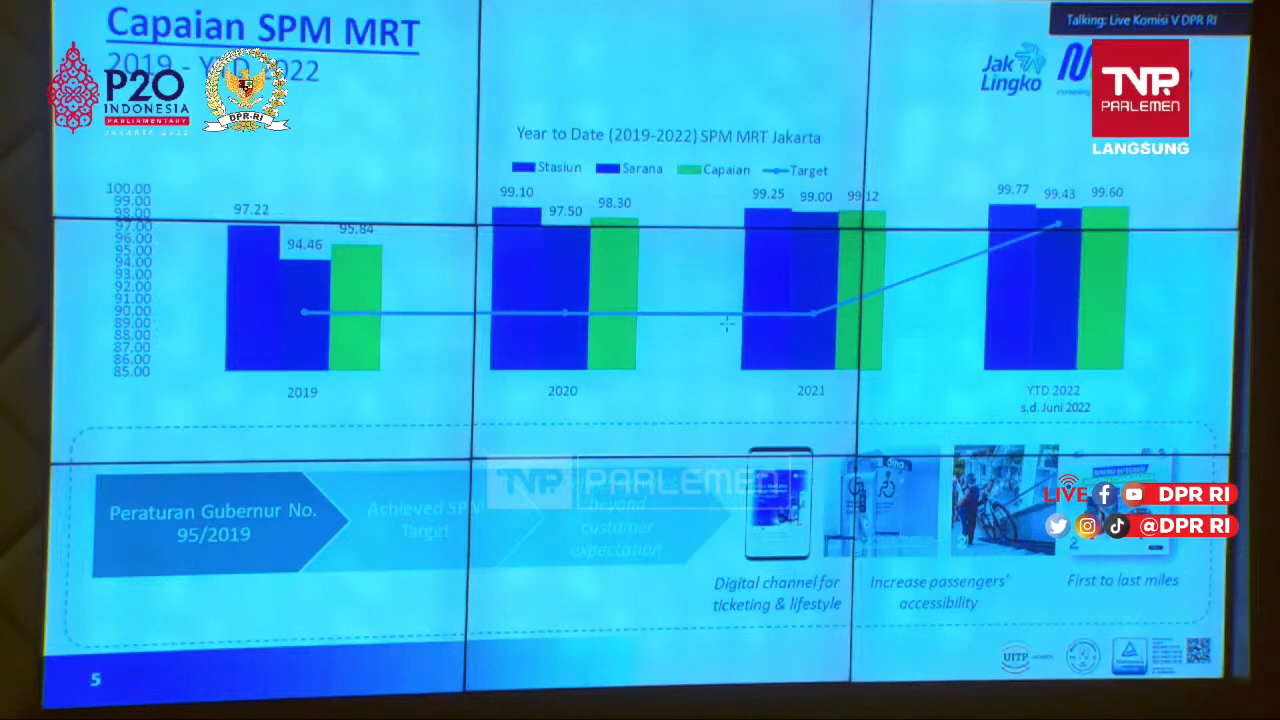 Capaian SPM MRT
2019 - YTD 2022
Talking: Live Komisi V DPR RI
P20
INDONESIA
PARLIAMENTARY
JAKARTA 2022
DPR-RI
Jak
Lingko
TVR
PARLEMEN
LANGSUNG
Year to Date (2019-2022) SPM MRT Jakarta
Stasiun Sarana Capaian Target
100.00
99.00
98.00
97.00
96.00
95.00
94.00
93.00
92.00
91.00
90.00
89.00
88.00
87.00
86.00
85.00
97.22 94.46 95.84
99.10 97.50 98.30
99.25 99.00 99.12
99.77 99.43 99.60
2019 2020 2021 YTD 2022
s.d. Juni 2022
Peraturan Gubernur No.
95/2019
Achieved SPM
Target
beyond
customer
expectation
TVR PARLEMEN
Digital channel for
ticketing & lifestyle
Increase passengers'
accessibility
First to last miles
LIVE DPR RI
@DPR RI
UITP
5